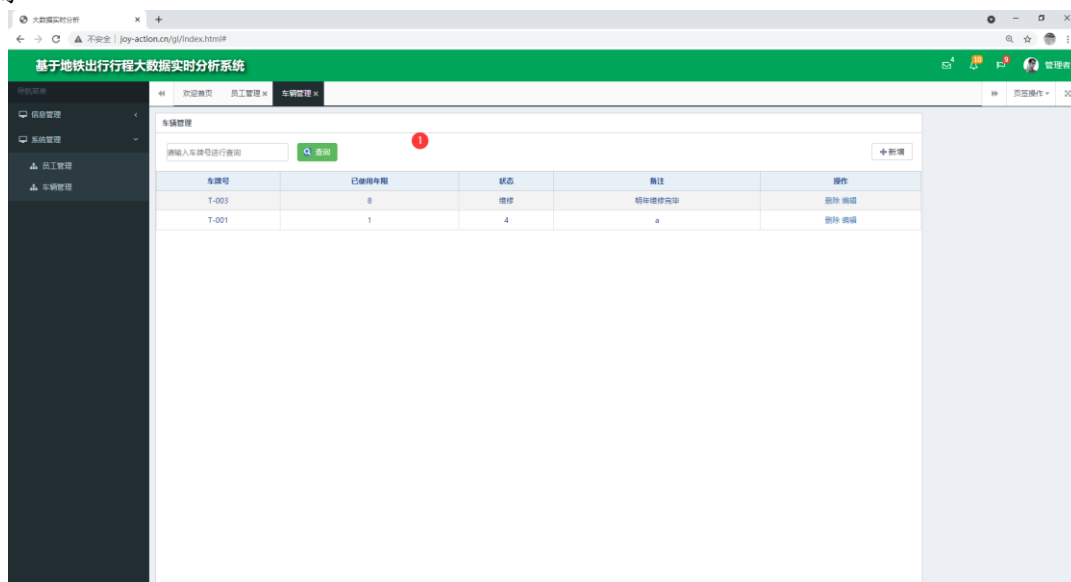 大数据实时分析
不安全 | joy-action.cn/gl/index.html#
基于地铁出行行程大数据实时分析系统
4 10 9 管理者
导航菜单
欢迎首页 员工管理 车辆管理 页签操作
信息管理
系统管理
员工管理
车辆管理
车辆管理
1
请输入车牌号进行查询 查询 新增
车牌号 已使用年限 状态 备注 操作
T-003 8 维修 明年维修完毕 删除 编辑
T-001 1 4 a 删除 编辑